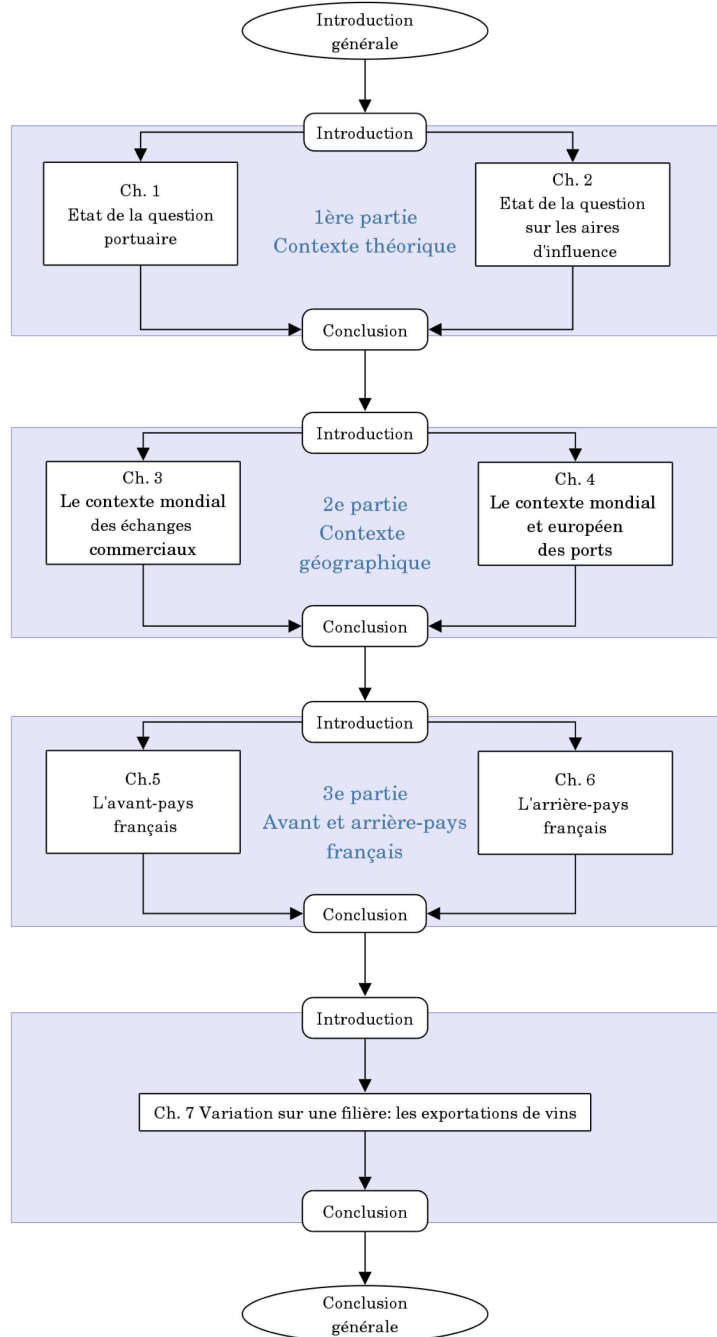 Introduction
générale
Introduction
Ch. 1
Etat de la question
portuaire
1ère partie
Contexte théorique
Ch. 2
Etat de la question
sur les aires
d'influence
Conclusion
Introduction
Ch. 3
Le contexte mondial
des échanges
commerciaux
2e partie
Contexte
géographique
Ch. 4
Le contexte mondial
et européen
des ports
Conclusion
Introduction
Ch.5
L'avant-pays
français
3e partie
Avant et arrière-pays
français
Ch. 6
L'arrière-pays
français
Conclusion
Introduction
Ch. 7 Variation sur une filière: les exportations de vins
Conclusion
Conclusion
générale